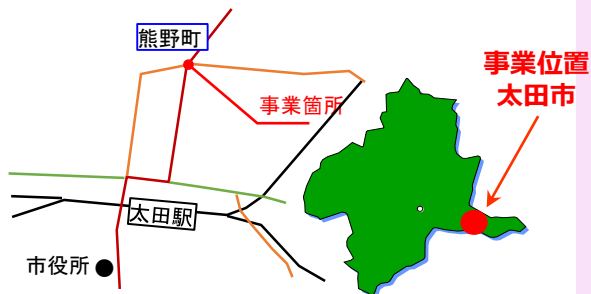 熊野町
事業箇所
太田駅
市役所
事業位置
太田市